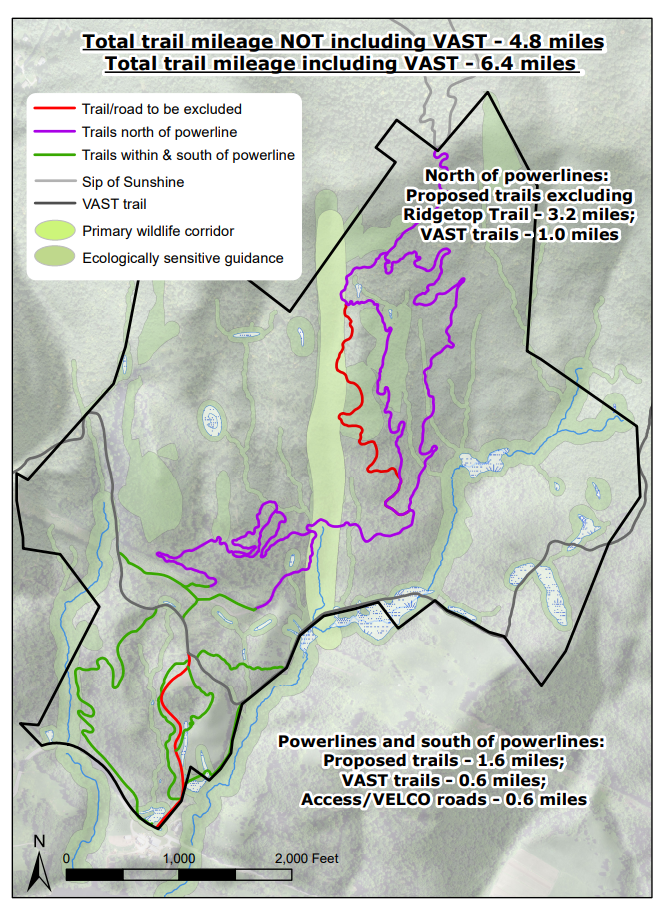 Total trail mileage NOT including VAST - 4.8 miles
Total trail mileage including VAST - 6.4 miles
Trail/road to be excluded
Trails north of powerline
Trails within & south of powerline
Sip of Sunshine
VAST trail
Primary wildlife corridor
Ecologically sensitive guidance
North of powerlines:
Proposed trails excluding
Ridgetop Trail - 3.2 miles;
VAST trails - 1.0 miles
Powerlines and south of powerlines:
Proposed trails - 1.6 miles;
VAST trails - 0.6 miles;
Access/VELCO roads - 0.6 miles
N
0 1,000 2,000 Feet